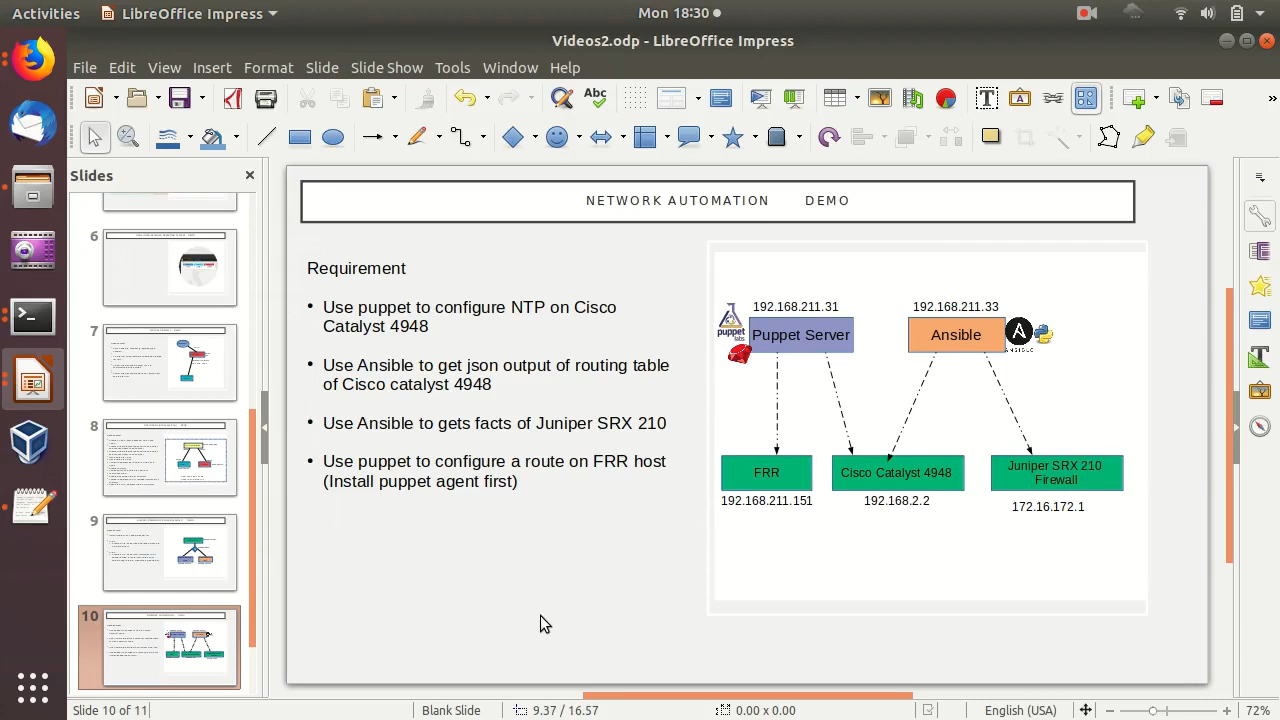 Activities
LibreOffice Impress
Mon 18:30
Videos2.odp - LibreOffice Impress
File Edit View Insert Format Slide Slide Show Tools Window Help
Abc
Slides
6
7
8
9
10
NETWORK AUTOMATION DEMO
Requirement
• Use puppet to configure NTP on Cisco
Catalyst 4948
• Use Ansible to get json output of routing table
of Cisco catalyst 4948
• Use Ansible to gets facts of Juniper SRX 210
• Use puppet to configure a route on FRR host
(Install puppet agent first)
192.168.211.31
192.168.211.33
puppet
labs
Puppet Server
Ansible
ANSIBLE
FRR
Cisco Catalyst 4948
Juniper SRX 210
Firewall
192.168.211.151
192.168.2.2
172.16.172.1
Slide 10 of 11
Blank Slide
9.37 / 16.57
0.00 x 0.00
English (USA)
72%